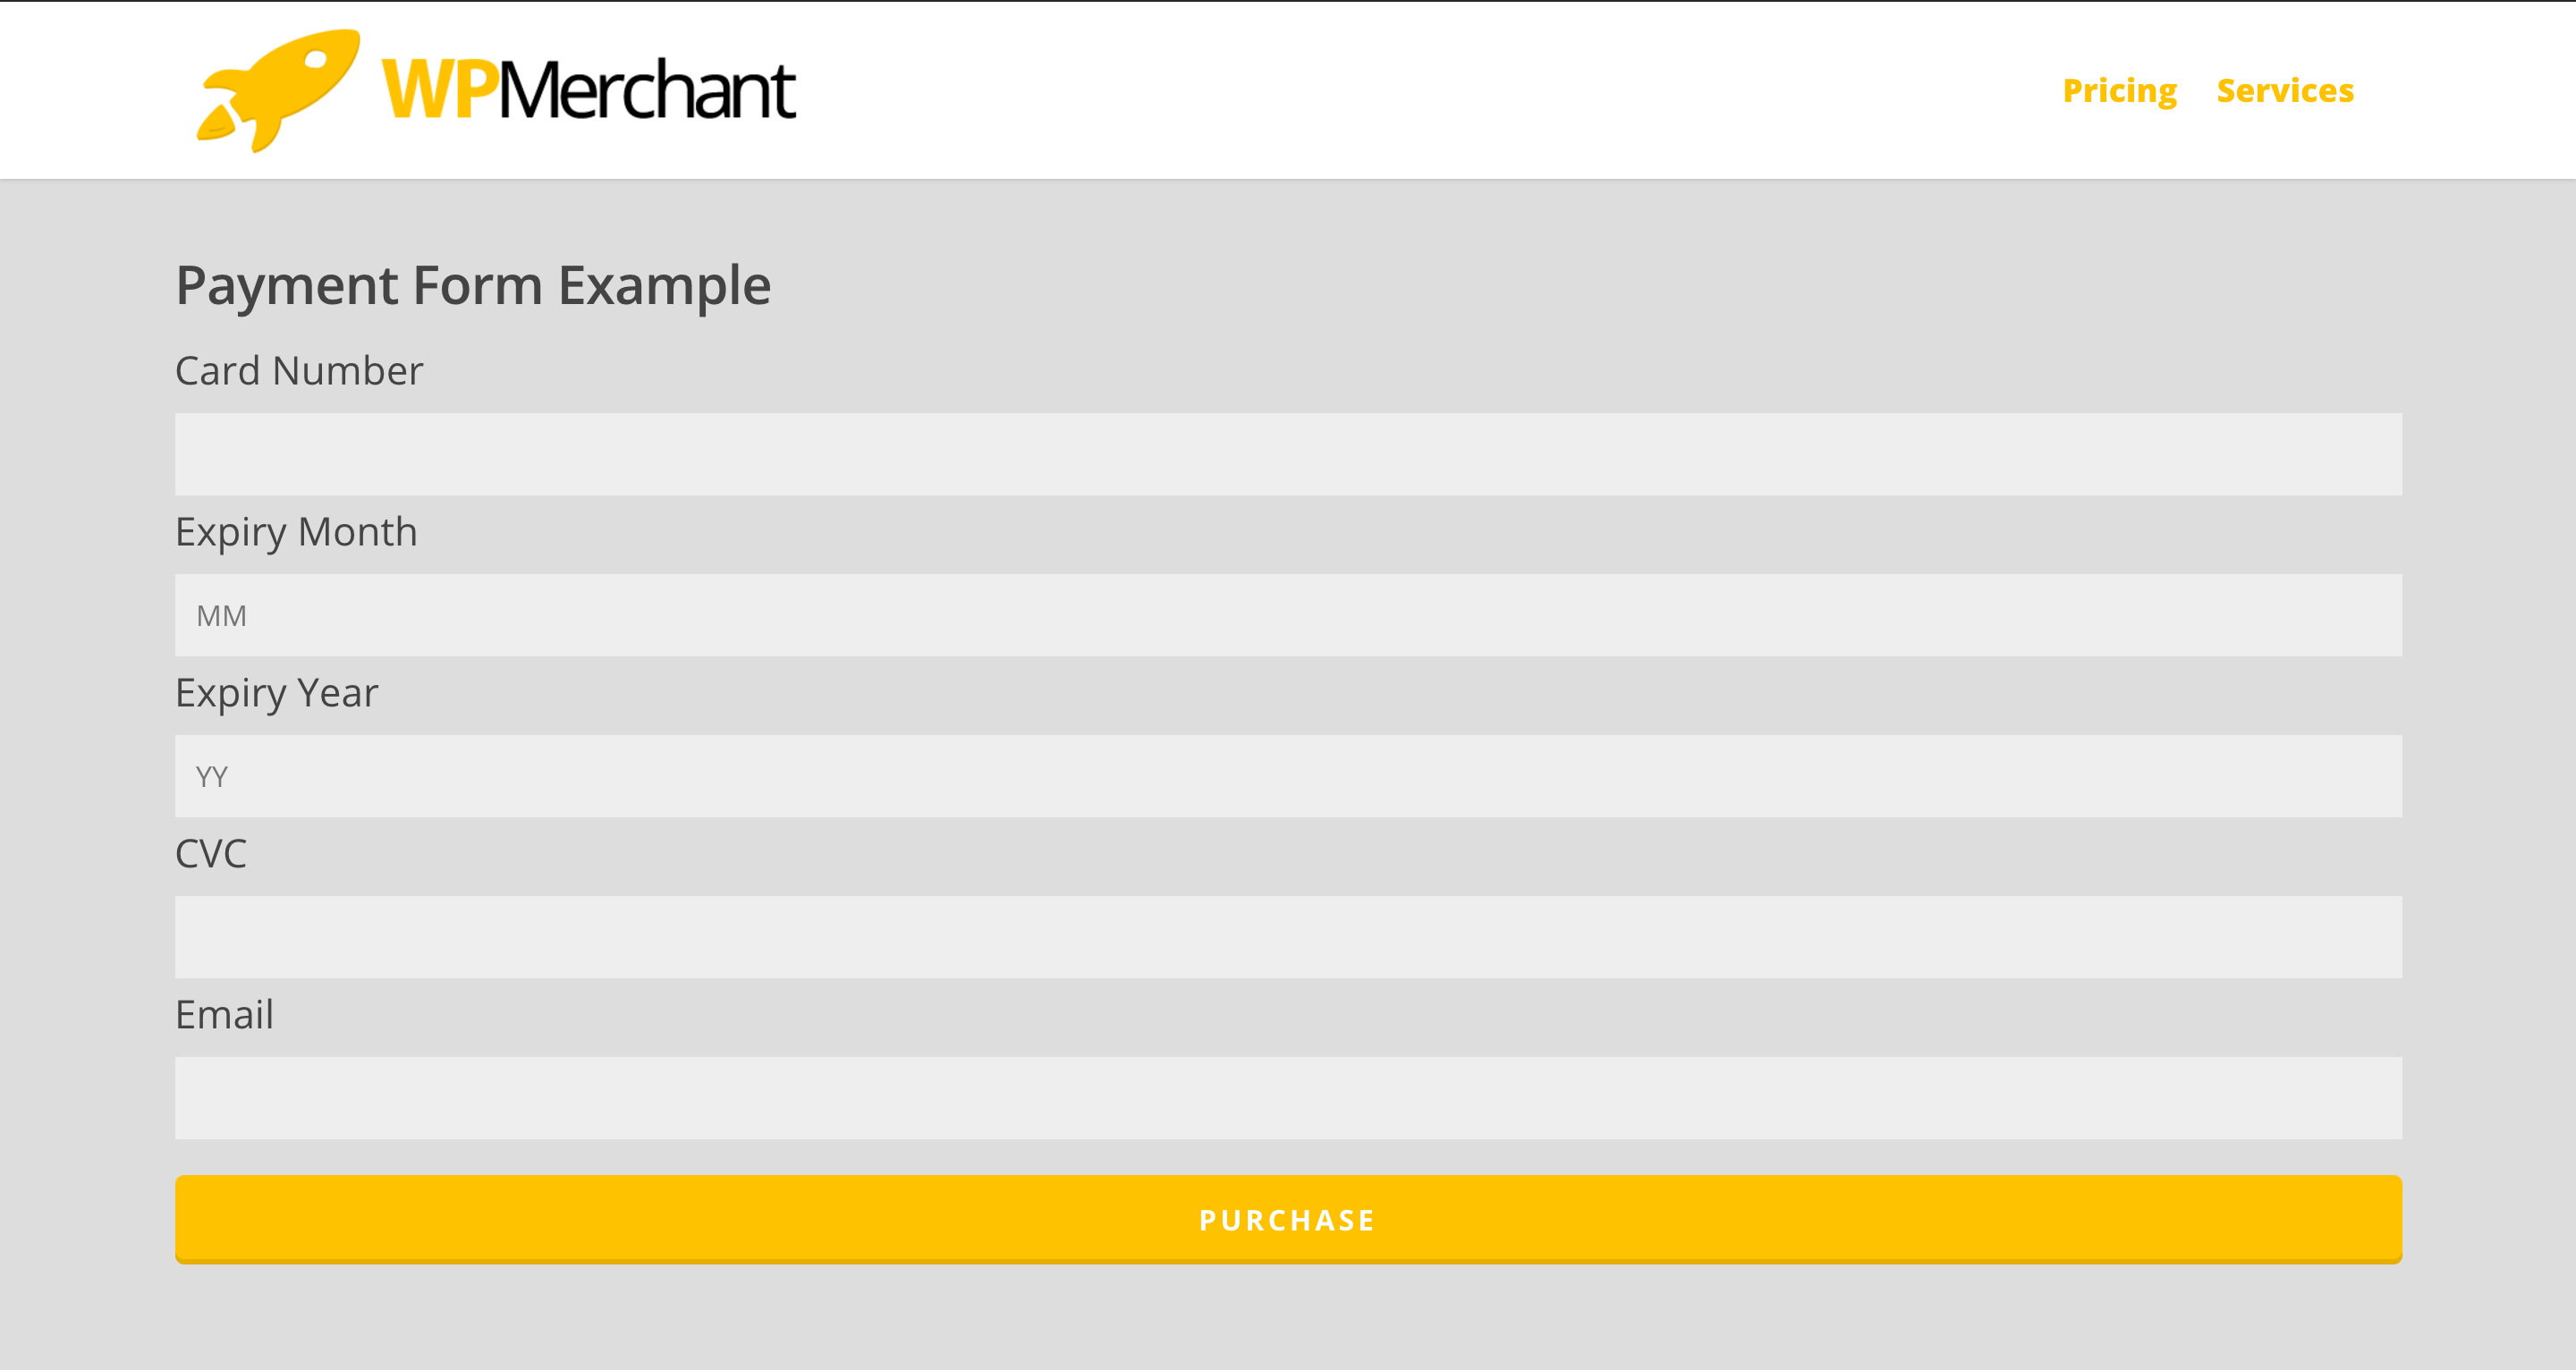 WPMerchant
Pricing Services
Payment Form Example
Card Number
Expiry Month
MM
Expiry Year
YY
CVC
Email
PURCHASE